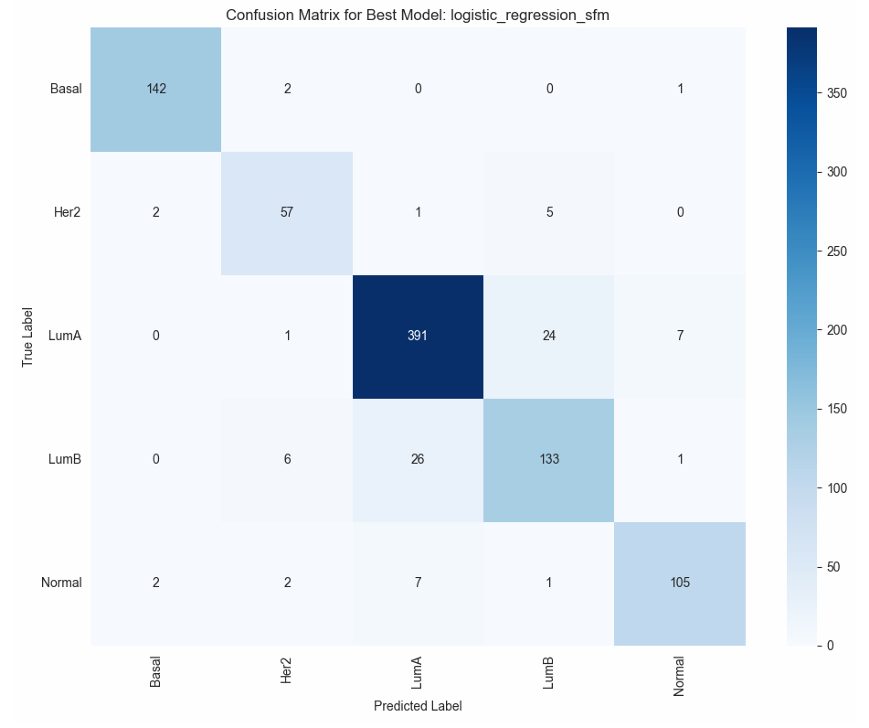 Confusion Matrix for Best Model: logistic_regression_sfm
True Label
Basal 142 2 0 0 1
Her2 2 57 1 5 0
LumA 0 1 391 24 7
LumB 0 6 26 133 1
Normal 2 2 7 1 105
Basal Her2 LumA LumB Normal
Predicted Label
350
300
250
200
150
100
50
0